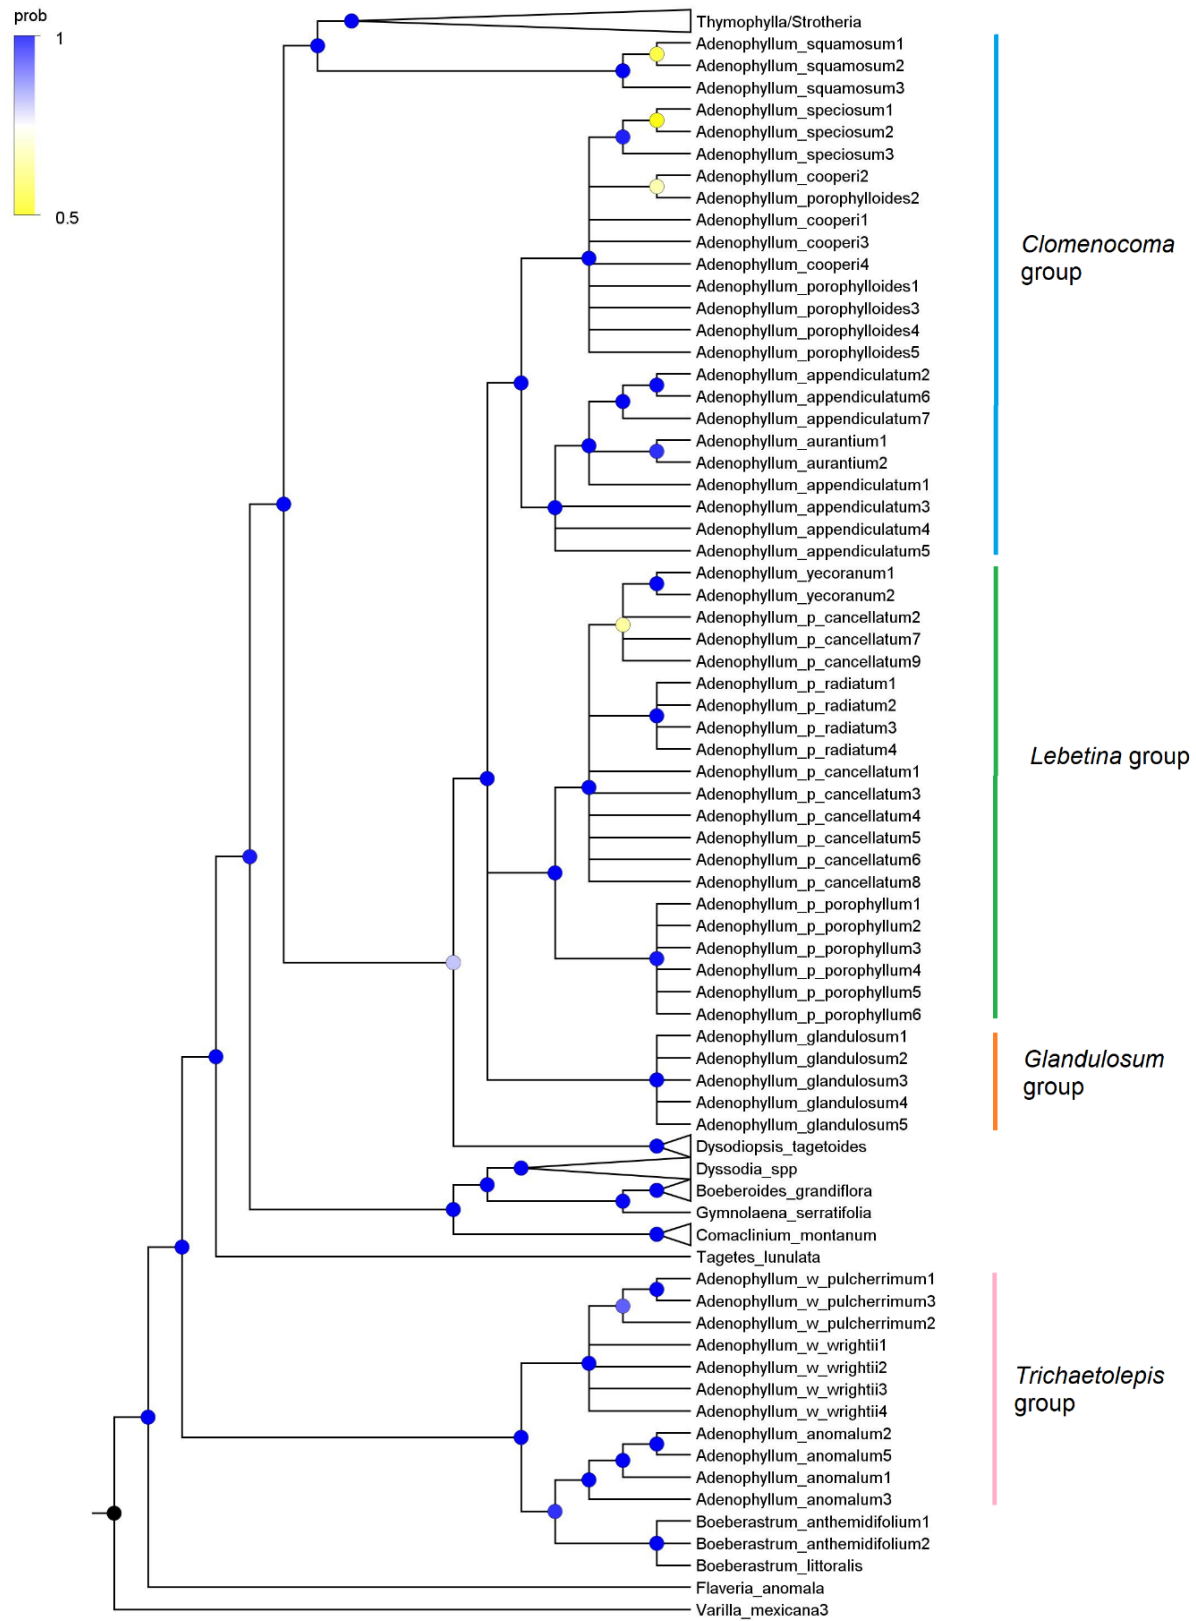 prob
1
0.5
Thymophylla/Strotheria
Adenophyllum_squamosum1
Adenophyllum_squamosum2
Adenophyllum_squamosum3
Adenophyllum_speciosum1
Adenophyllum_speciosum2
Adenophyllum_speciosum3
Adenophyllum_cooperi2
Adenophyllum_porophylloides2
Adenophyllum_cooperi1
Adenophyllum_cooperi3
Adenophyllum_cooperi4
Adenophyllum_porophylloides1
Adenophyllum_porophylloides3
Adenophyllum_porophylloides4
Adenophyllum_porophylloides5
Adenophyllum_appendiculatum2
Adenophyllum_appendiculatum6
Adenophyllum_appendiculatum7
Adenophyllum_aurantium1
Adenophyllum_aurantium2
Adenophyllum_appendiculatum1
Adenophyllum_appendiculatum3
Adenophyllum_appendiculatum4
Adenophyllum_appendiculatum5
Clomenocoma
group
Adenophyllum_yecoranum1
Adenophyllum_yecoranum2
Adenophyllum_p_cancellatum2
Adenophyllum_p_cancellatum7
Adenophyllum_p_cancellatum9
Adenophyllum_p_radiatum1
Adenophyllum_p_radiatum2
Adenophyllum_p_radiatum3
Adenophyllum_p_radiatum4
Adenophyllum_p_cancellatum1
Adenophyllum_p_cancellatum3
Adenophyllum_p_cancellatum4
Adenophyllum_p_cancellatum5
Adenophyllum_p_cancellatum6
Adenophyllum_p_cancellatum8
Adenophyllum_p_porophyllum1
Adenophyllum_p_porophyllum2
Adenophyllum_p_porophyllum3
Adenophyllum_p_porophyllum4
Adenophyllum_p_porophyllum5
Adenophyllum_p_porophyllum6
Lebetina group
Adenophyllum_glandulosum1
Adenophyllum_glandulosum2
Adenophyllum_glandulosum3
Adenophyllum_glandulosum4
Adenophyllum_glandulosum5
Glandulosum
group
Dysodiopsis_tagetoides
Dyssodia_spp
Boeberoides_grandiflora
Gymnolaena_serratifolia
Comaclinium_montanum
Tagetes_lunulata
Adenophyllum_w_pulcherrimum1
Adenophyllum_w_pulcherrimum3
Adenophyllum_w_pulcherrimum2
Adenophyllum_w_wrightii1
Adenophyllum_w_wrightii2
Adenophyllum_w_wrightii3
Adenophyllum_w_wrightii4
Adenophyllum_anomalum2
Adenophyllum_anomalum5
Adenophyllum_anomalum1
Adenophyllum_anomalum3
Trichaetolepis
group
Boeberastrum_anthemidifolium1
Boeberastrum_anthemidifolium2
Boeberastrum_littoralis
Flaveria_anomala
Varilla_mexicana3